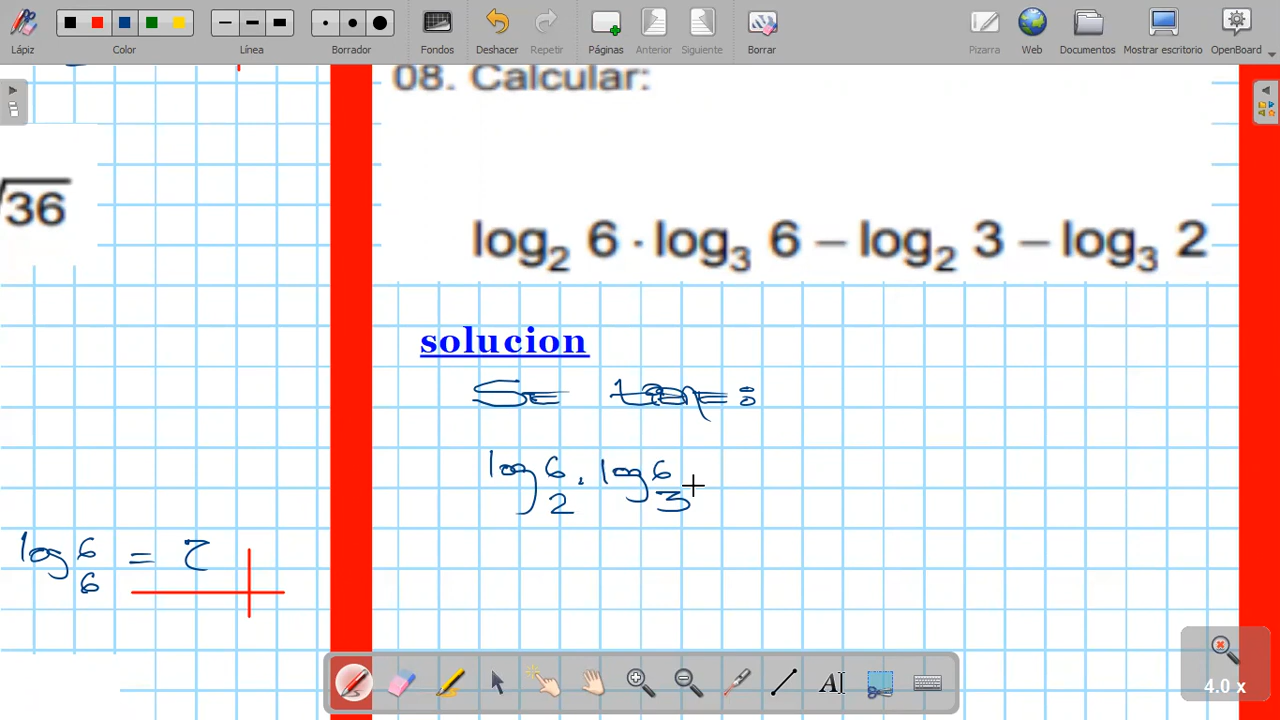 Lápiz
Color
Línea
Borrador
Fondos
Deshacer
Repetir
Páginas
Anterior
Siguiente
Borrar
Pizarra
Web
Documentos
Mostrar escritorio
OpenBoard
08. Calcular:
√36
log₂ 6 · log₃ 6 – log₂ 3 – log₃ 2
solucion
Se tiene:
log₂ 6 . log₃ 6
log₆ 6 = 2
4.0 x